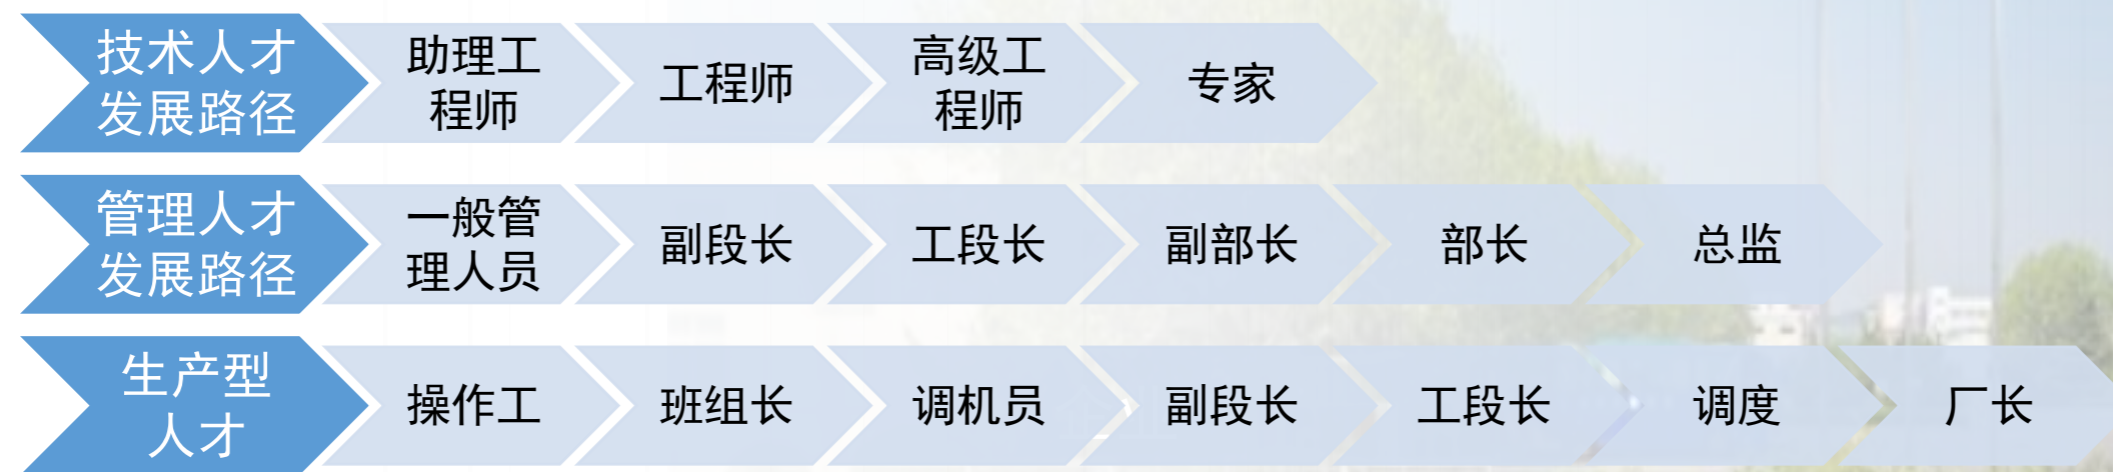 技术人才
发展路径
助理工
程师
工程师
高级工
程师
专家
管理人才
发展路径
一般管
理人员
副段长
工段长
副部长
部长
总监
生产型
人才
操作工
班组长
调机员
副段长
工段长
调度
厂长